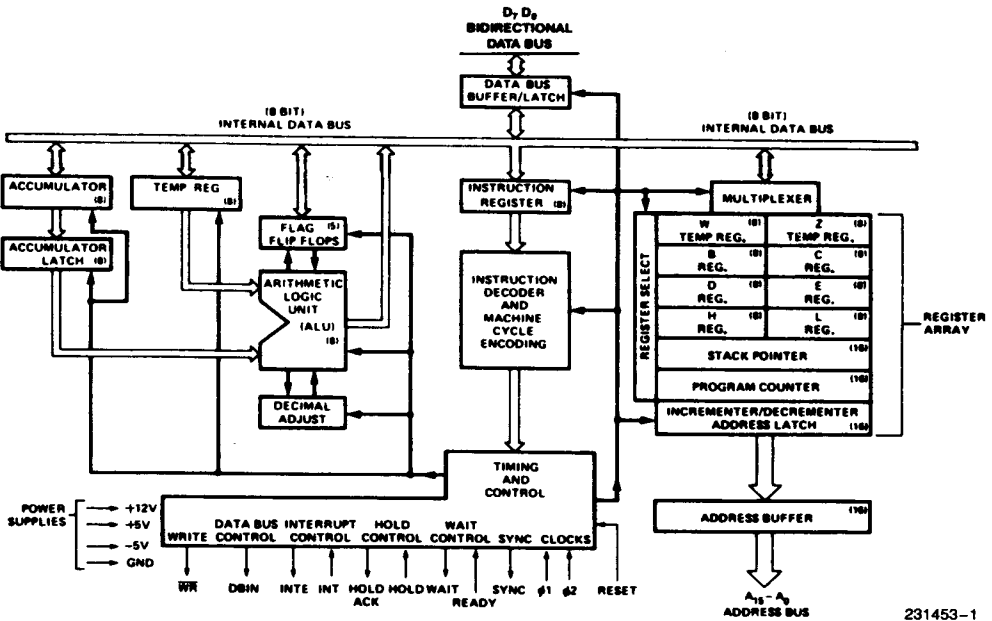 D7 D0
BIDIRECTIONAL
DATA BUS
DATA BUS
BUFFER/LATCH
(8 BIT)
INTERNAL DATA BUS
(8 BIT)
INTERNAL DATA BUS
ACCUMULATOR
(8)
TEMP REG
(8)
INSTRUCTION
REGISTER
(8)
MULTIPLEXER
ACCUMULATOR
LATCH
(8)
FLAG
FLIP FLOPS
(5)
ARITHMETIC
LOGIC
UNIT
(ALU)
(8)
DECIMAL
ADJUST
INSTRUCTION
DECODER
AND
MACHINE
CYCLE
ENCODING
REGISTER SELECT
W (8)
TEMP REG.
Z (8)
TEMP REG.
B (8)
REG.
C (8)
REG.
D (8)
REG.
E (8)
REG.
H (8)
REG.
L (8)
REG.
STACK POINTER (16)
PROGRAM COUNTER (16)
INCREMENTER/DECREMENTER
ADDRESS LATCH (16)
REGISTER
ARRAY
TIMING
AND
CONTROL
POWER
SUPPLIES
+12V
+5V
−5V
GND
WRITE
DATA BUS
CONTROL
INTERRUPT
CONTROL
HOLD
CONTROL
WAIT
CONTROL
SYNC
CLOCKS
WR
DBIN
INTE
INT
HOLD
ACK
HOLD
WAIT
READY
SYNC
ϕ1
ϕ2
RESET
ADDRESS BUFFER (16)
A15 – A0
ADDRESS BUS
231453–1